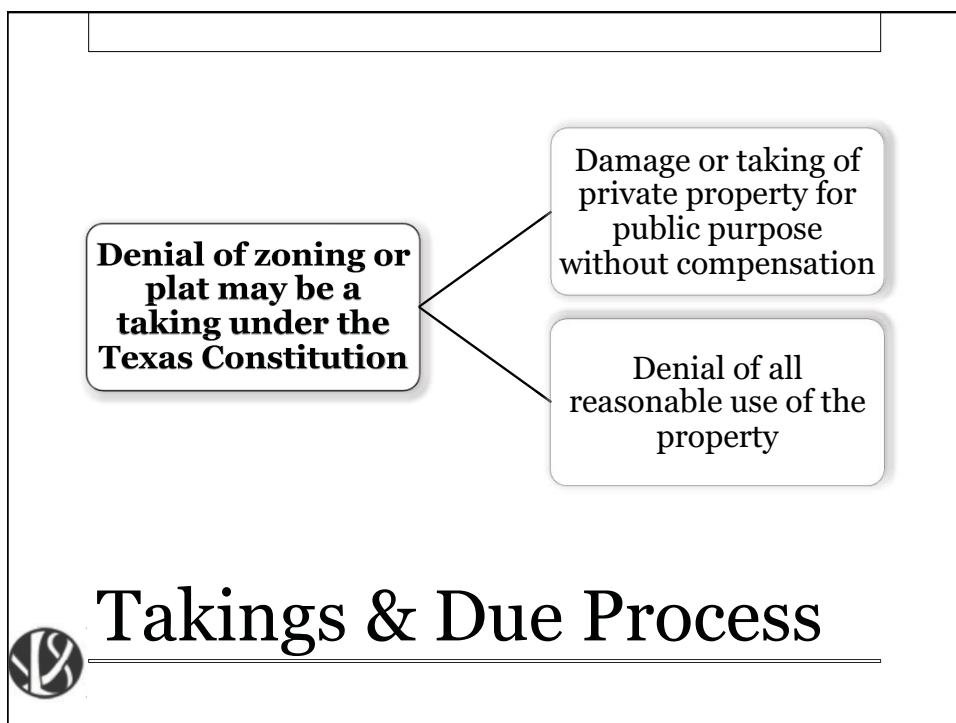 Damage or taking of
private property for
public purpose
without compensation
Denial of zoning or
plat may be a
taking under the
Texas Constitution
Denial of all
reasonable use of the
property
Takings & Due Process